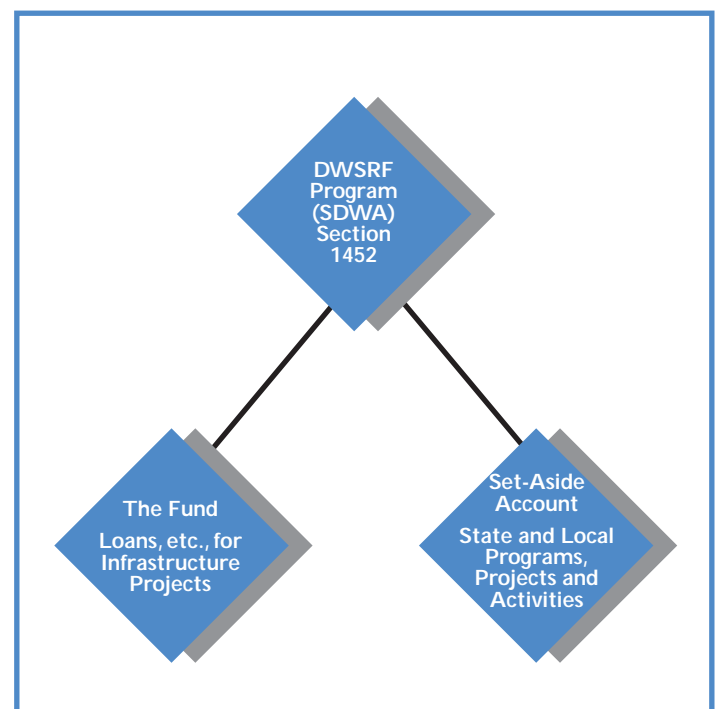 DWSRF
Program
(SDWA)
Section
1452
The Fund
Loans, etc., for
Infrastructure
Projects
Set-Aside
Account
State and Local
Programs,
Projects and
Activities